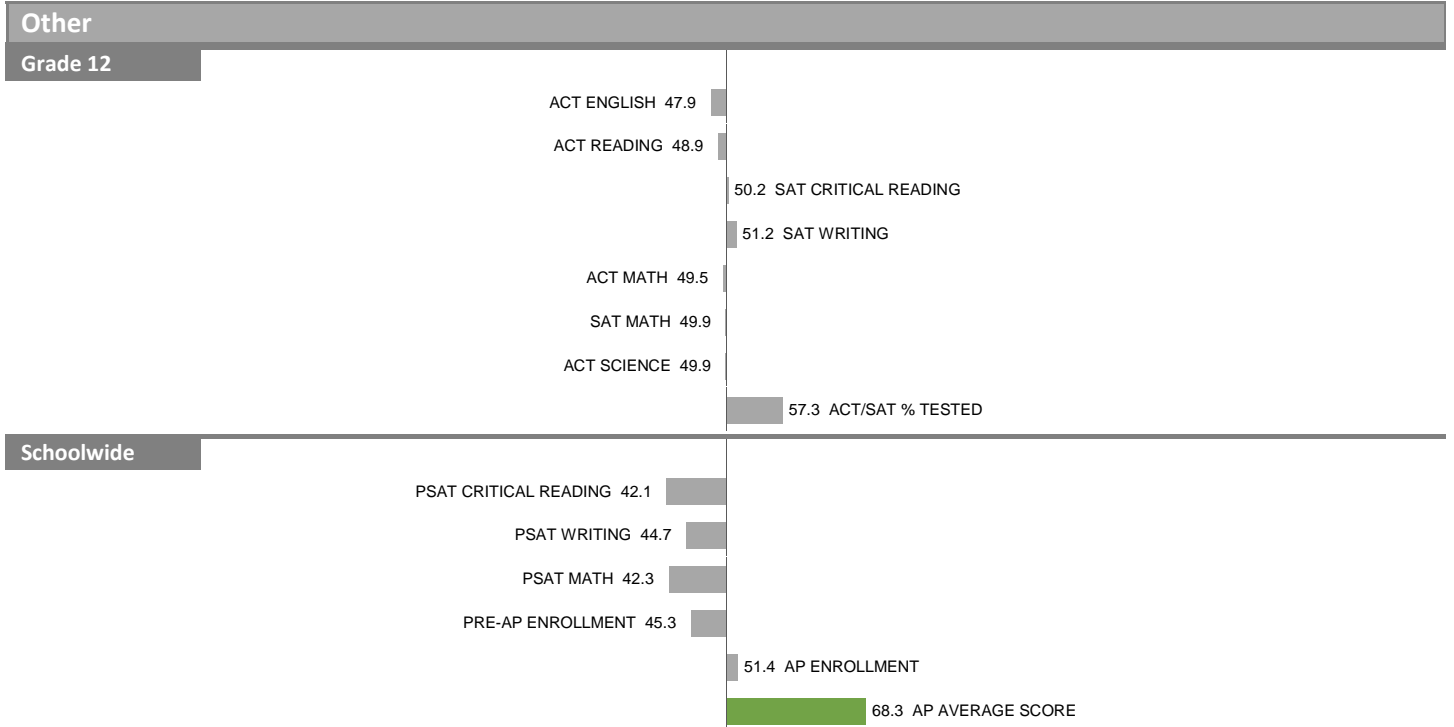 Other
Grade 12
ACT ENGLISH 47.9
ACT READING 48.9
50.2 SAT CRITICAL READING
51.2 SAT WRITING
ACT MATH 49.5
SAT MATH 49.9
ACT SCIENCE 49.9
57.3 ACT/SAT % TESTED
Schoolwide
PSAT CRITICAL READING 42.1
PSAT WRITING 44.7
PSAT MATH 42.3
PRE-AP ENROLLMENT 45.3
51.4 AP ENROLLMENT
68.3 AP AVERAGE SCORE